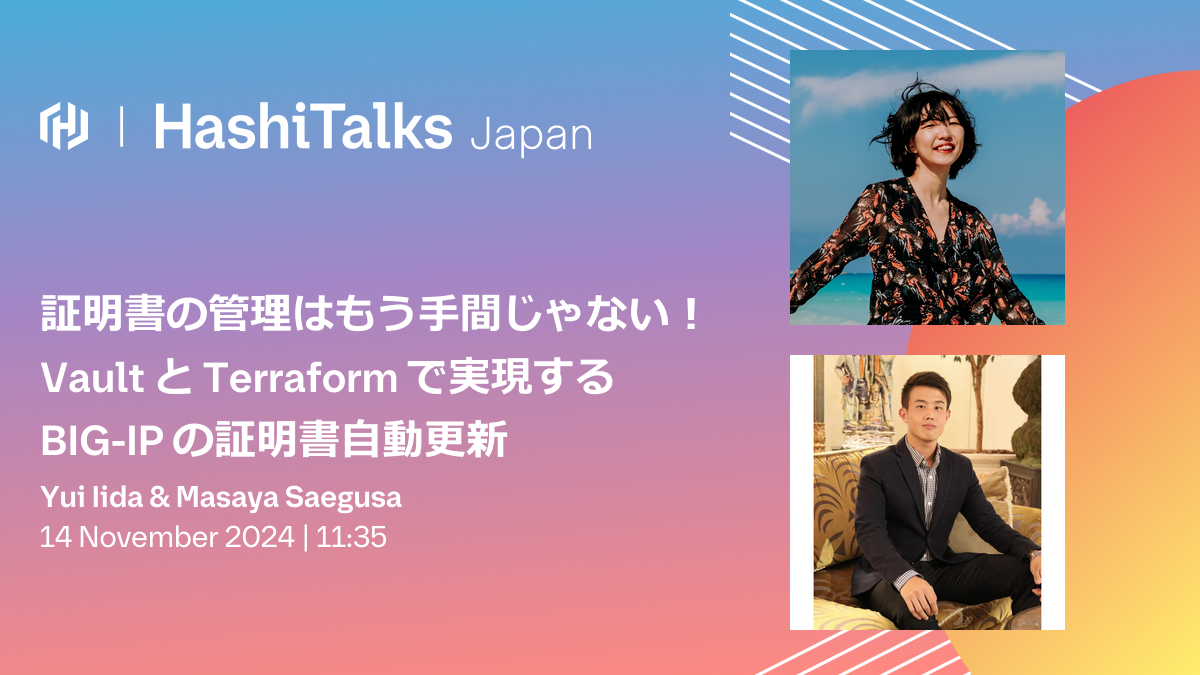 HashiTalks Japan
証明書の管理はもう手間じゃない！
Vault と Terraform で実現する
BIG-IP の証明書自動更新
Yui Iida & Masaya Saegusa
14 November 2024 | 11:35